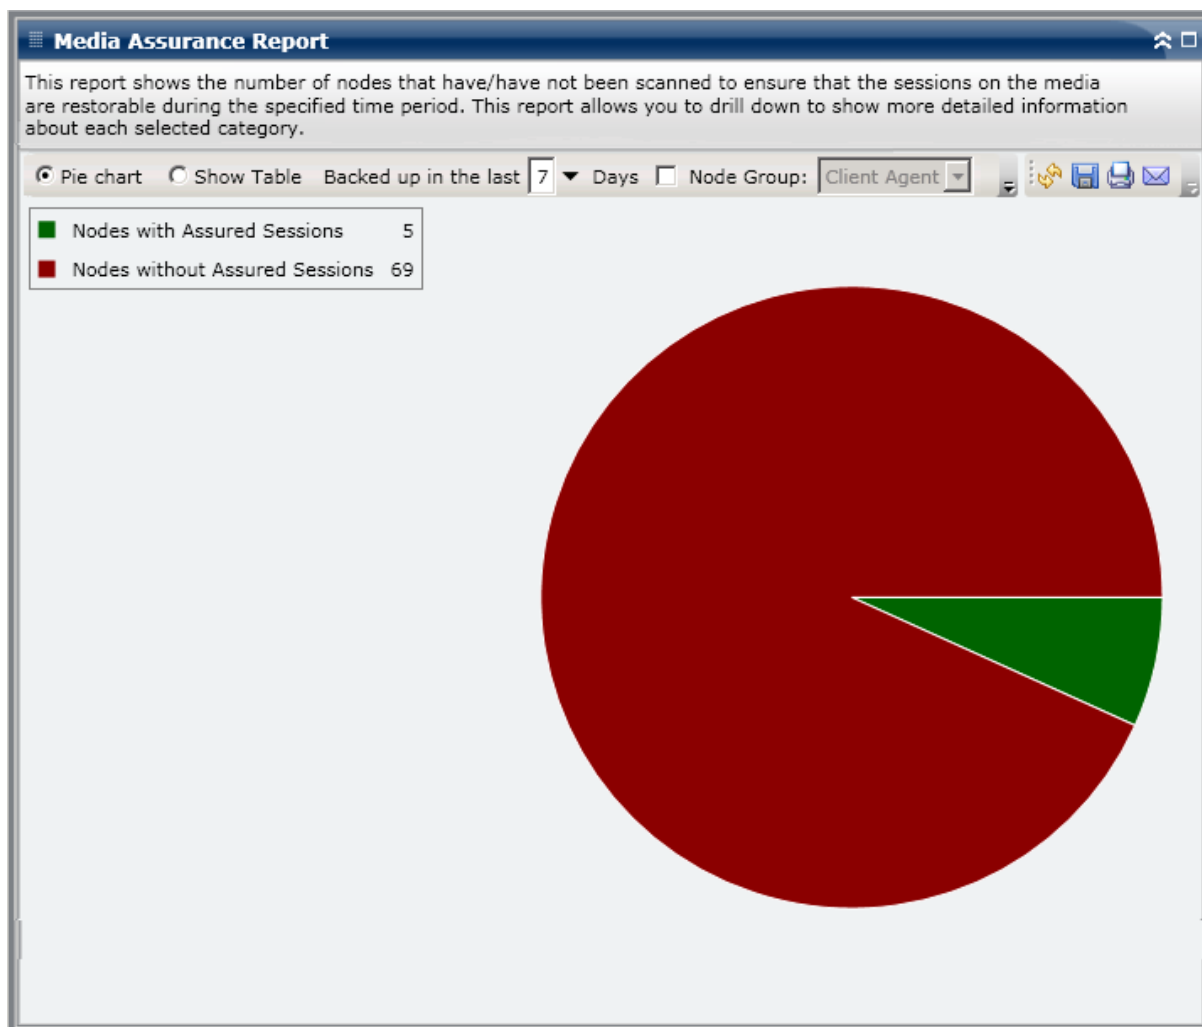 Media Assurance Report
This report shows the number of nodes that have/have not been scanned to ensure that the sessions on the media
are restorable during the specified time period. This report allows you to drill down to show more detailed information
about each selected category.
Pie chart Show Table Backed up in the last 7 Days Node Group: Client Agent
Nodes with Assured Sessions 5
Nodes without Assured Sessions 69